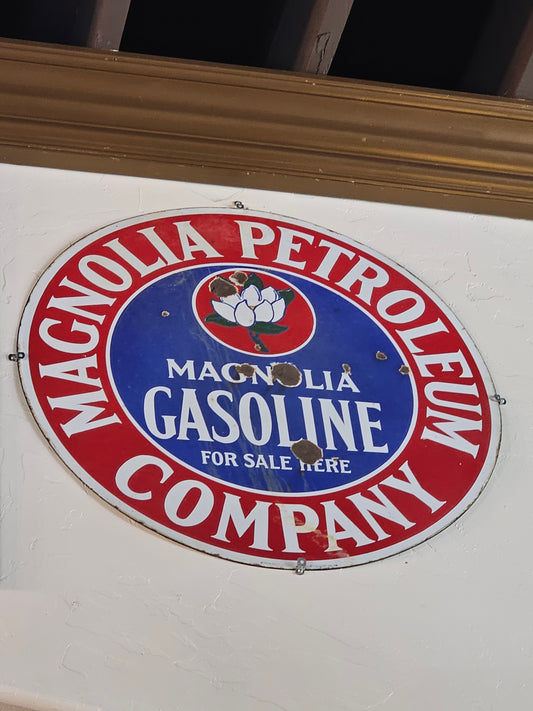 MAGNOLIA PETROLEUM
COMPANY
MAGNOLIA
GASOLINE
FOR SALE HERE